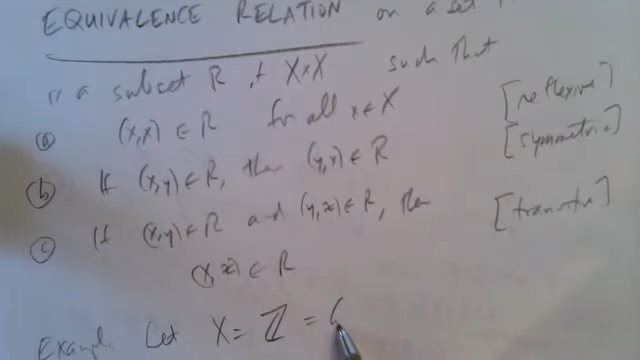 EQUIVALENCE RELATION on a set
is a subset R of X×X such that
(a) (x,x) ∈ R for all x ∈ X [reflexive]
(b) If (x,y) ∈ R, then (y,x) ∈ R [symmetric]
(c) If (x,y) ∈ R and (y,z) ∈ R, then [transitive]
(x,z) ∈ R
Example Let X = ℤ = {